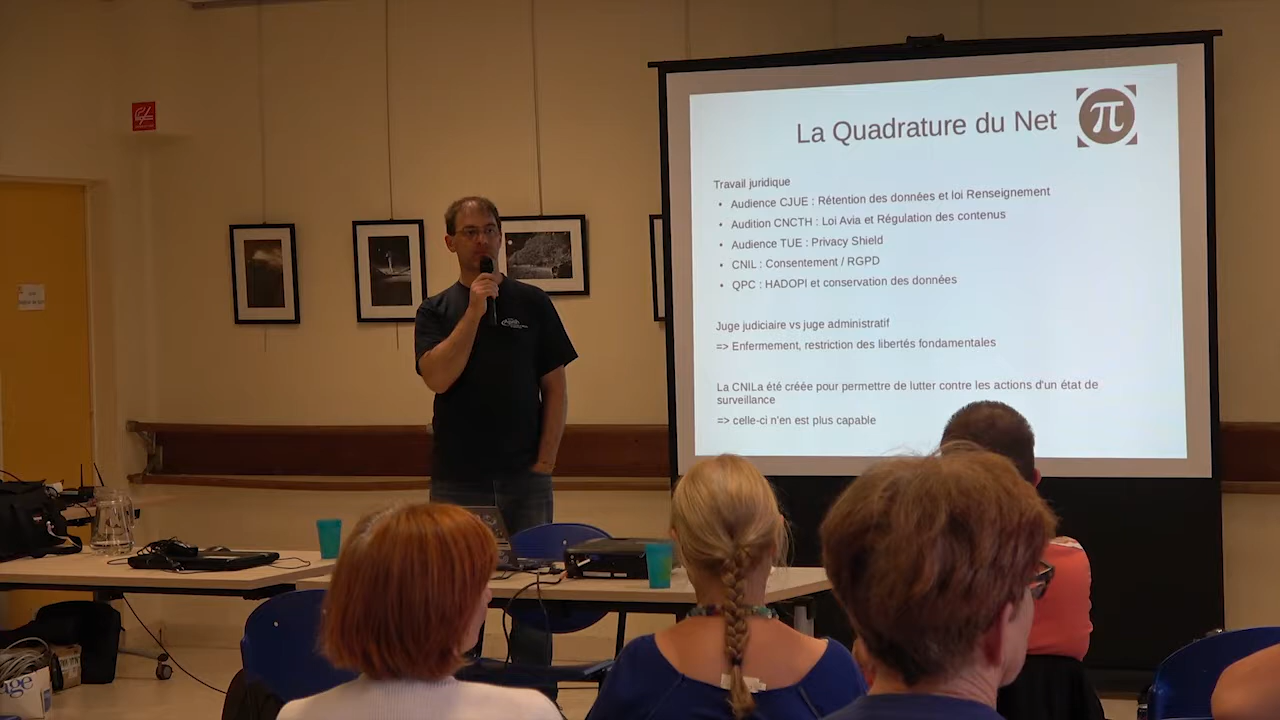 La Quadrature du Net
π
Travail juridique
• Audience CJUE : Rétention des données et loi Renseignement
• Audition CNCTH : Loi Avia et Régulation des contenus
• Audience TUE : Privacy Shield
• CNIL : Consentement / RGPD
• QPC : HADOPI et conservation des données
Juge judiciaire vs juge administratif
=> Enfermement, restriction des libertés fondamentales
La CNILa été créée pour permettre de lutter contre les actions d'un état de
surveillance
=> celle-ci n'en est plus capable